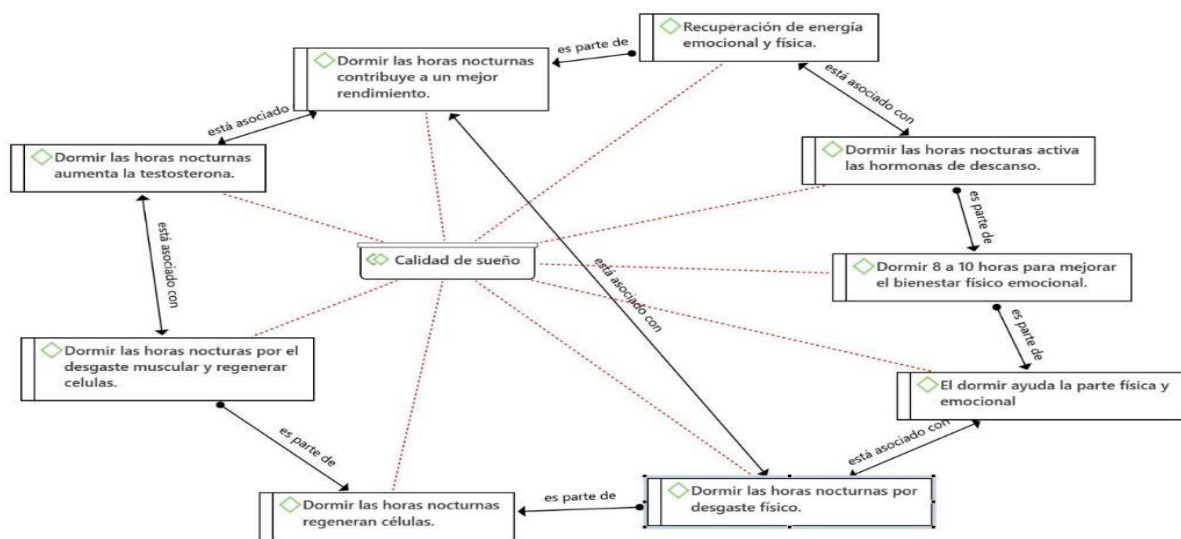 Recuperación de energía
emocional y física.
es parte de
Dormir las horas nocturnas
contribuye a un mejor
rendimiento.
está asociado con
está asociado
Dormir las horas nocturas activa
las hormonas de descanso.
Dormir las horas nocturnas
aumenta la testosterona.
es parte de
está asociado con
Calidad de sueño
está asociado con
Dormir 8 a 10 horas para mejorar
el bienestar físico emocional.
es parte de
Dormir las horas nocturas por el
desgaste muscular y regenerar
celulas.
El dormir ayuda la parte física y
emocional
es parte de
está asociado con
Dormir las horas nocturnas
regeneran células.
es parte de
Dormir las horas nocturnas por
desgaste físico.